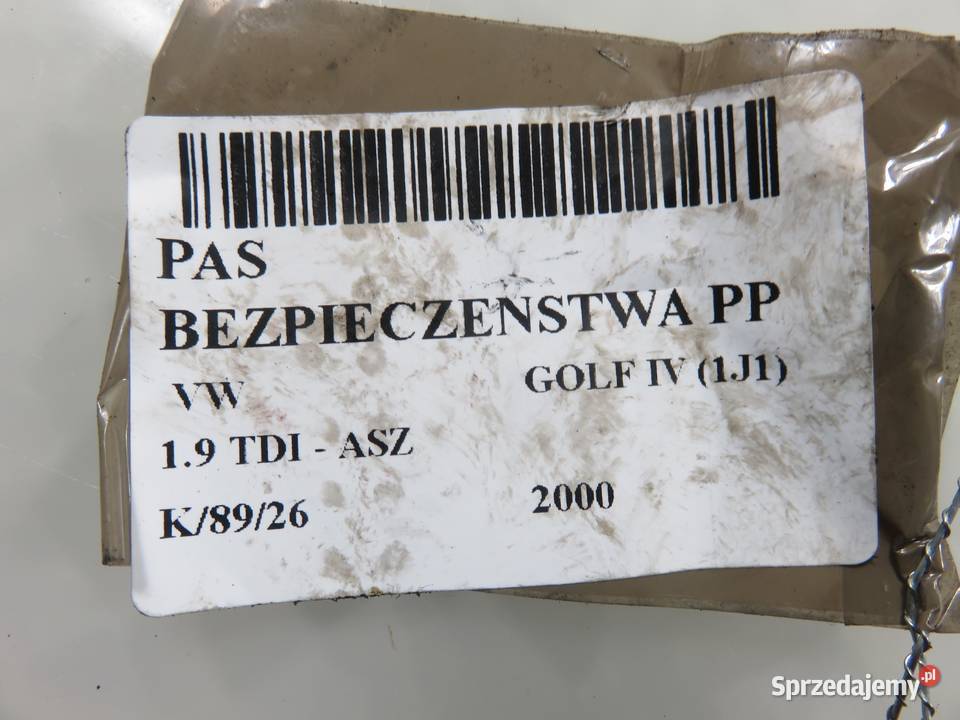 PAS
BEZPIECZENSTWA PP
VW GOLF IV (1J1)
1.9 TDI - ASZ
K/89/26 2000
Sprzedajemy.pl